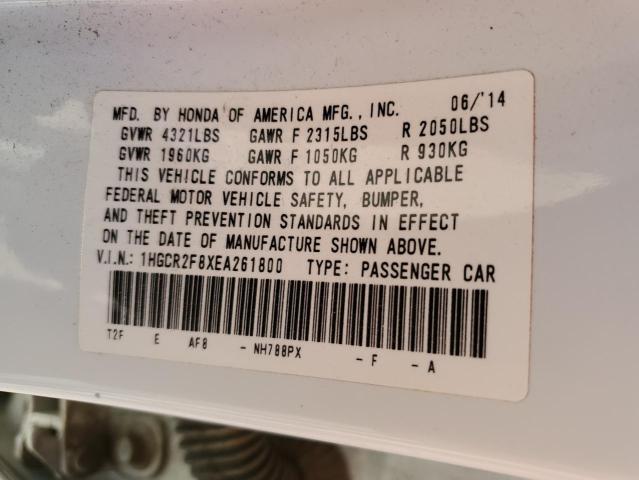 MFD. BY HONDA OF AMERICA MFG., INC. 06/'14
GVWR 4321LBS GAWR F 2315LBS R 2050LBS
GVWR 1960KG GAWR F 1050KG R 930KG
THIS VEHICLE CONFORMS TO ALL APPLICABLE
FEDERAL MOTOR VEHICLE SAFETY, BUMPER,
AND THEFT PREVENTION STANDARDS IN EFFECT
ON THE DATE OF MANUFACTURE SHOWN ABOVE.
V.I.N.: 1HGCR2F8XEA261800 TYPE: PASSENGER CAR
T2F E AF8 - NH788PX - F - A